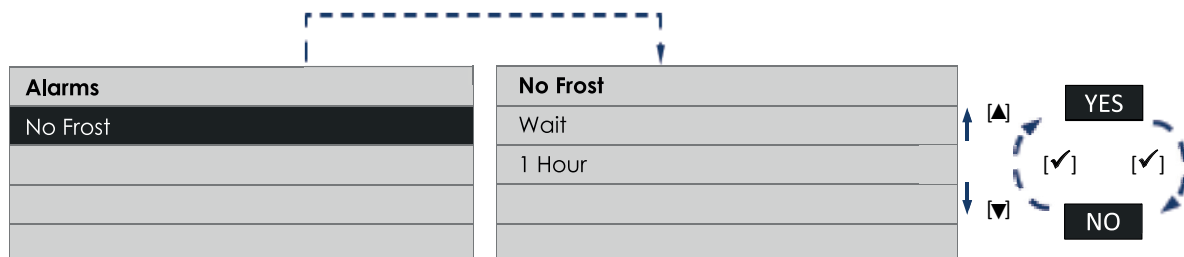 Alarms
No Frost
No Frost
Wait
1 Hour
[▲]
[▼]
YES
[✓] [✓]
NO